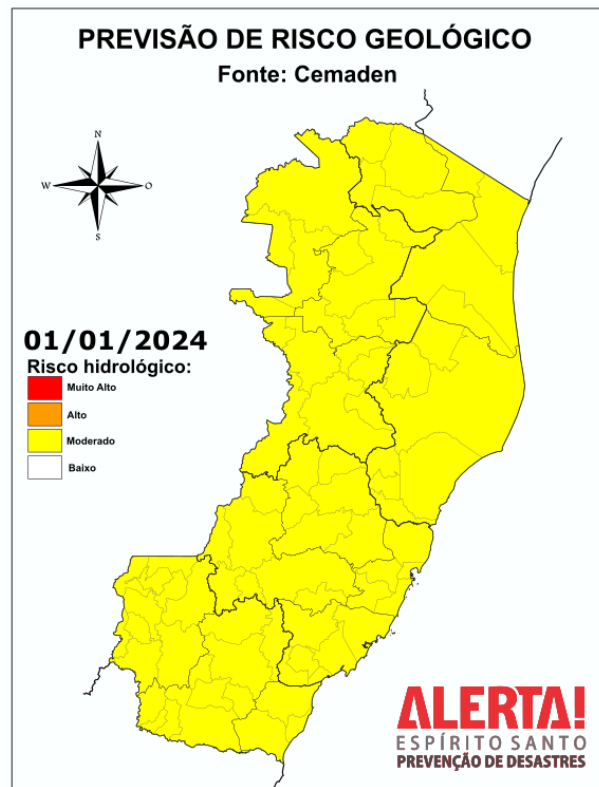 PREVISÃO DE RISCO GEOLÓGICO
Fonte: Cemaden
N
W
O
S
01/01/2024
Risco hidrológico:
Muito Alto
Alto
Moderado
Baixo
ALERTA!
ESPÍRITO SANTO
PREVENÇÃO DE DESASTRES